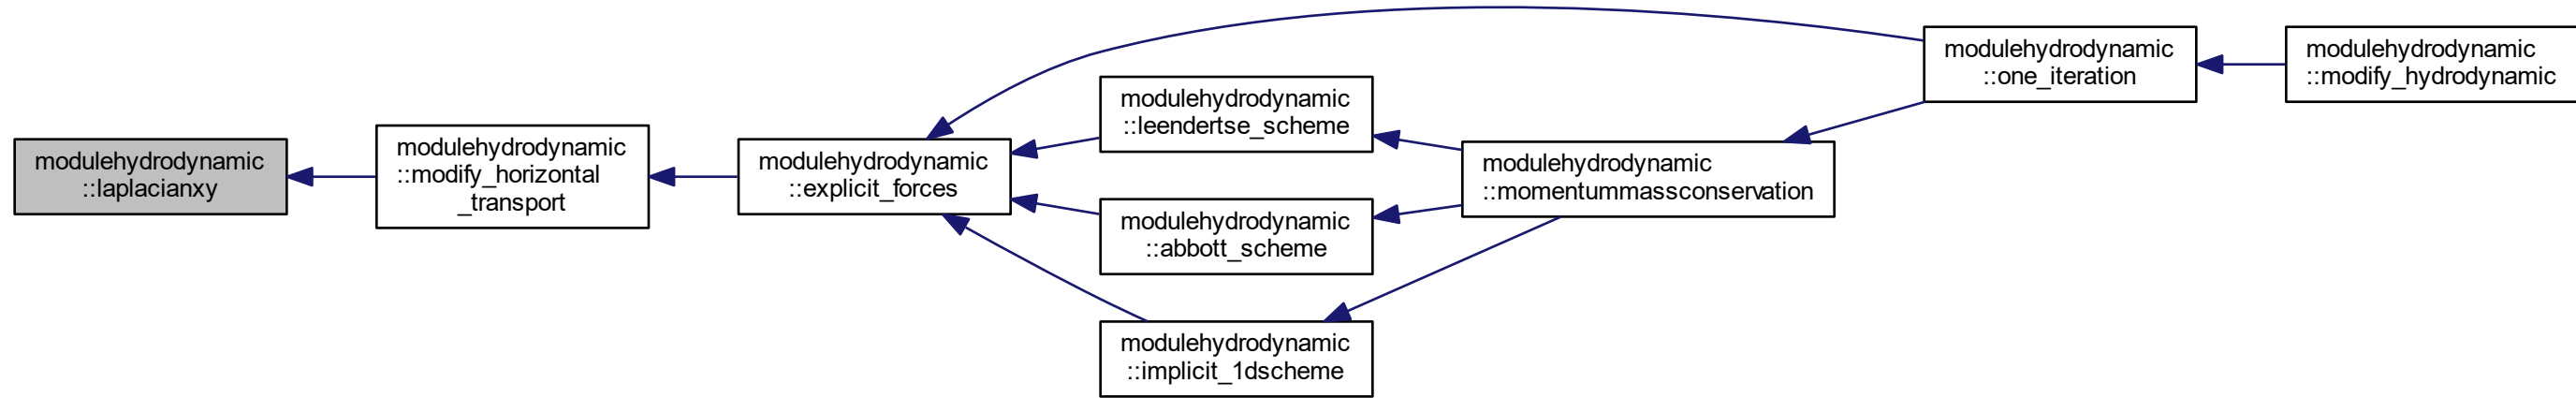 modulehydrodynamic
::laplacianxy
modulehydrodynamic
::modify_horizontal
_transport
modulehydrodynamic
::explicit_forces
modulehydrodynamic
::leendertse_scheme
modulehydrodynamic
::abbott_scheme
modulehydrodynamic
::implicit_1dscheme
modulehydrodynamic
::momentummassconservation
modulehydrodynamic
::one_iteration
modulehydrodynamic
::modify_hydrodynamic